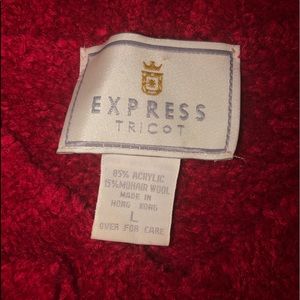 EXPRESS
TRICOT
85% ACRYLIC
15% MOHAIR WOOL
MADE IN
HONG KONG
L
OVER FOR CARE